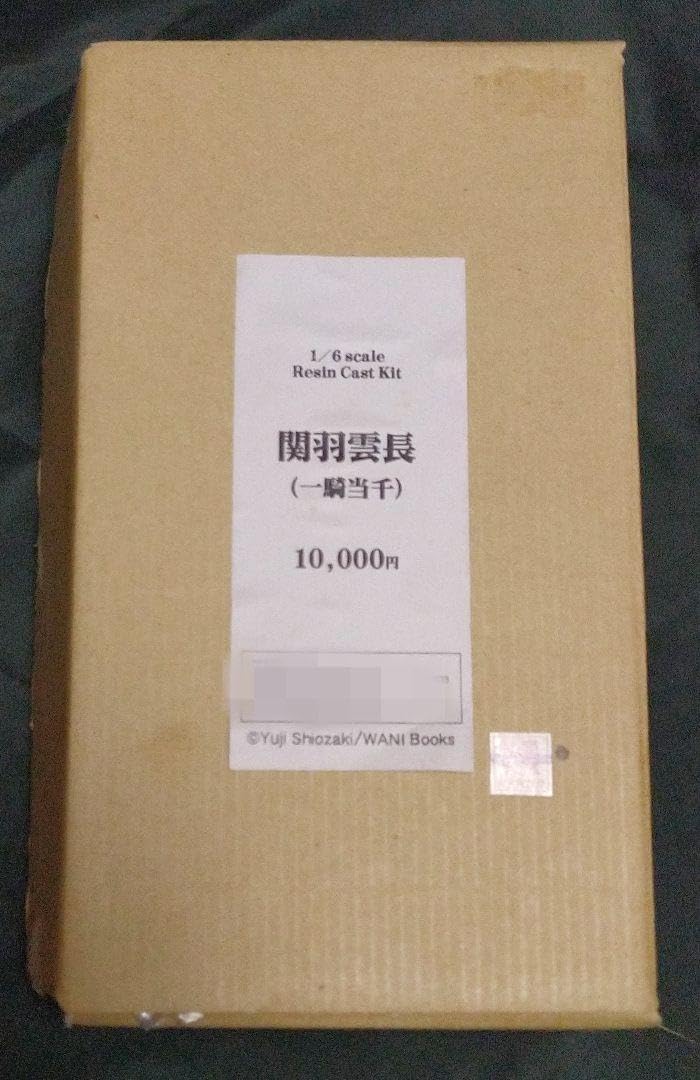 1/6 scale
Resin Cast Kit
関羽雲長
(一騎当千)
10,000円
©Yuji Shiozaki/WANI Books